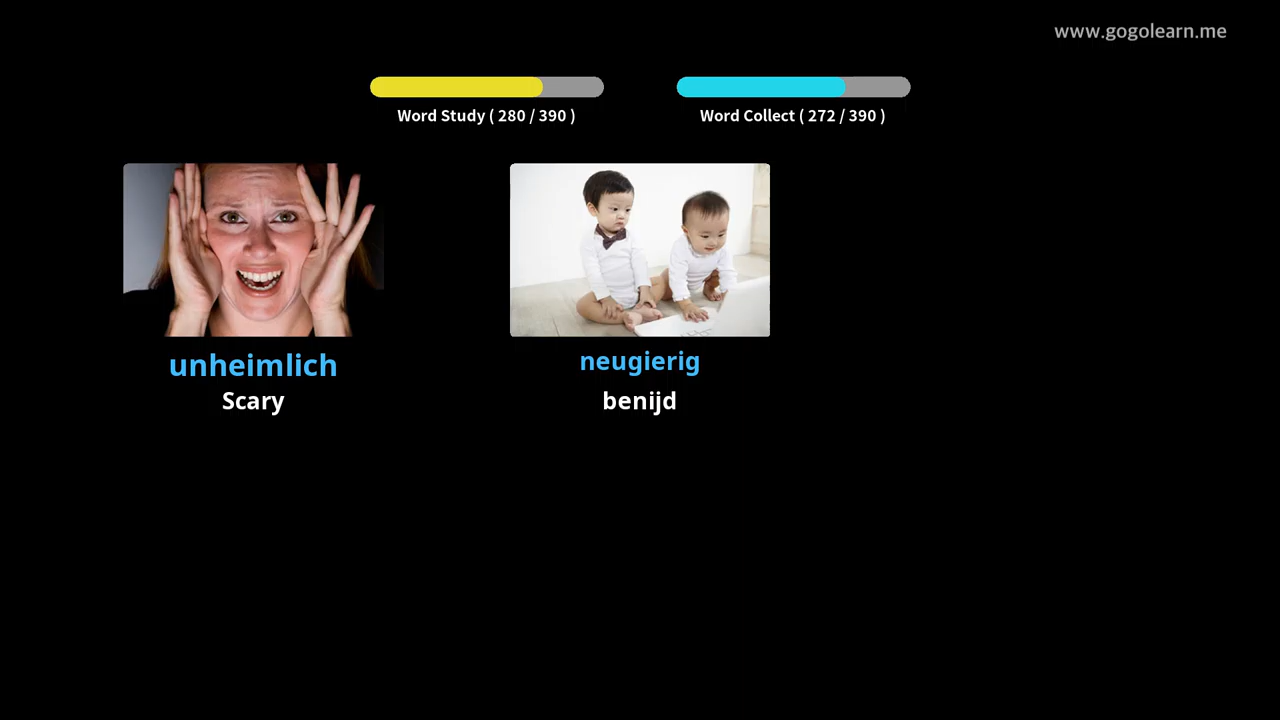 www.gogolearn.me
Word Study ( 280 / 390 )
Word Collect ( 272 / 390 )
unheimlich
Scary
neugierig
benijd